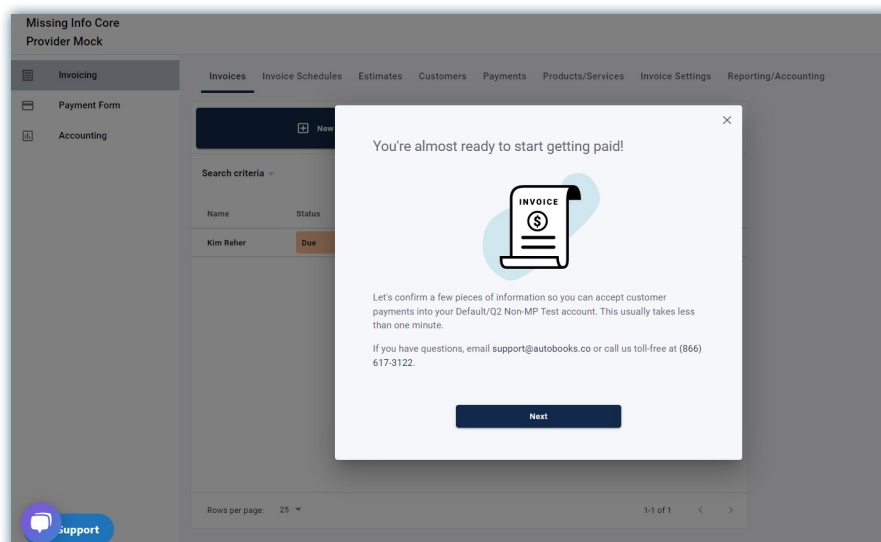 Missing Info Core
Provider Mock
Invoicing
Payment Form
Accounting
Invoices Invoice Schedules Estimates Customers Payments Products/Services Invoice Settings Reporting/Accounting
New
Search criteria
Name Status
Kim Reher Due
You're almost ready to start getting paid!
INVOICE
$
Let's confirm a few pieces of information so you can accept customer
payments into your Default/Q2 Non-MP Test account. This usually takes less
than one minute.
If you have questions, email support@autobooks.co or call us toll-free at (866)
617-3122.
Next
Rows per page: 25 1-1 of 1
Support